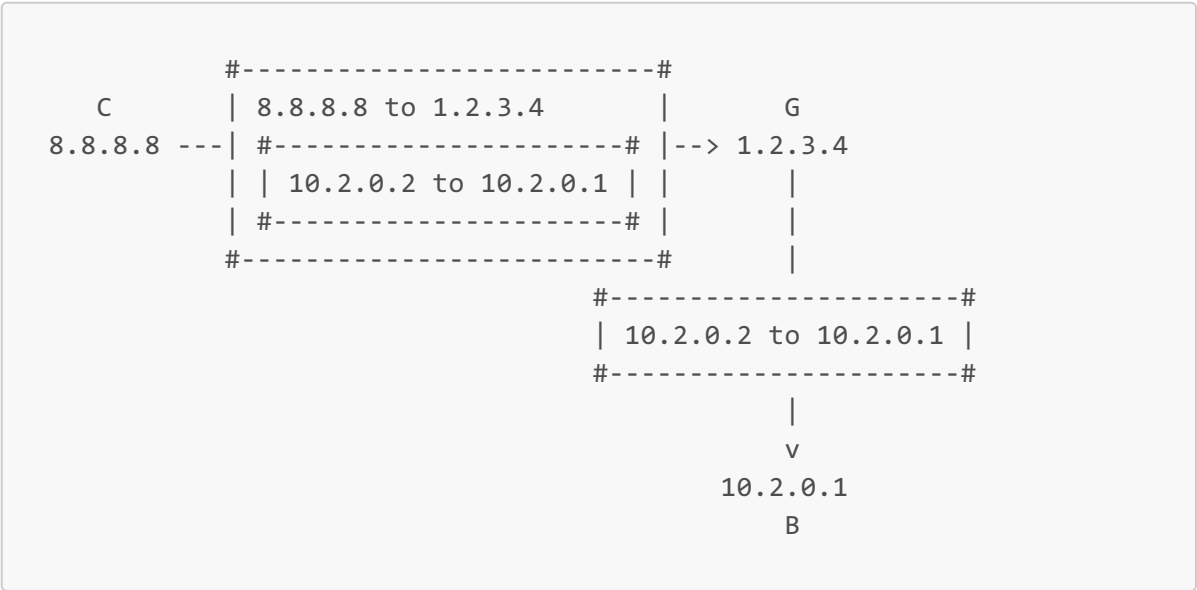 #---------------------------#
   C        | 8.8.8.8 to 1.2.3.4        |       G
8.8.8.8 ---| #----------------------# |--> 1.2.3.4
            | | 10.2.0.2 to 10.2.0.1 | |       |
            | #----------------------# |       |
            #--------------------------#       |
                                   #----------------------#
                                   | 10.2.0.2 to 10.2.0.1 |
                                   #----------------------#
                                               |
                                               v
                                           10.2.0.1
                                               B